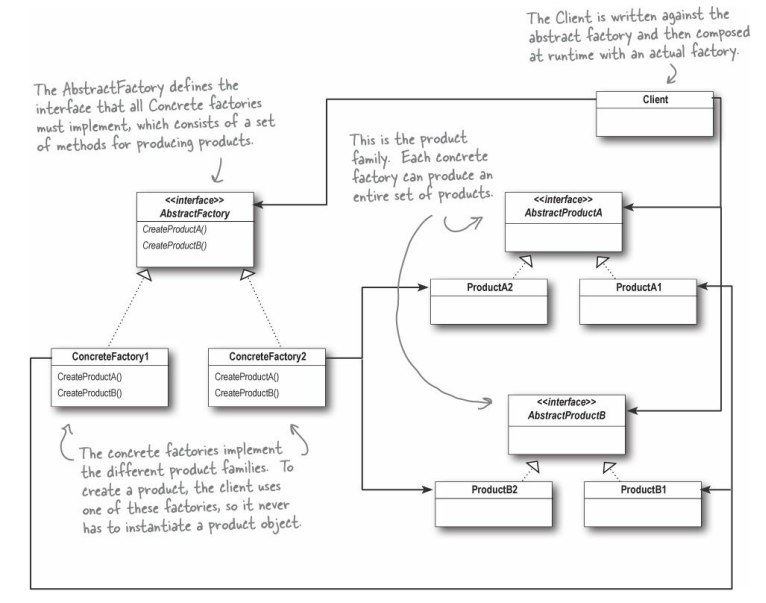 The Client is written against the
abstract factory and then composed
at runtime with an actual factory.
The AbstractFactory defines the
interface that all Concrete factories
must implement, which consists of a set
of methods for producing products.
Client
This is the product
family. Each concrete
factory can produce an
entire set of products.
<<interface>>
AbstractFactory
CreateProductA()
CreateProductB()
<<interface>>
AbstractProductA
ProductA2
ProductA1
ConcreteFactory1
CreateProductA()
CreateProductB()
ConcreteFactory2
CreateProductA()
CreateProductB()
<<interface>>
AbstractProductB
The concrete factories implement
the different product families. To
create a product, the client uses
one of these factories, so it never
has to instantiate a product object.
ProductB2
ProductB1